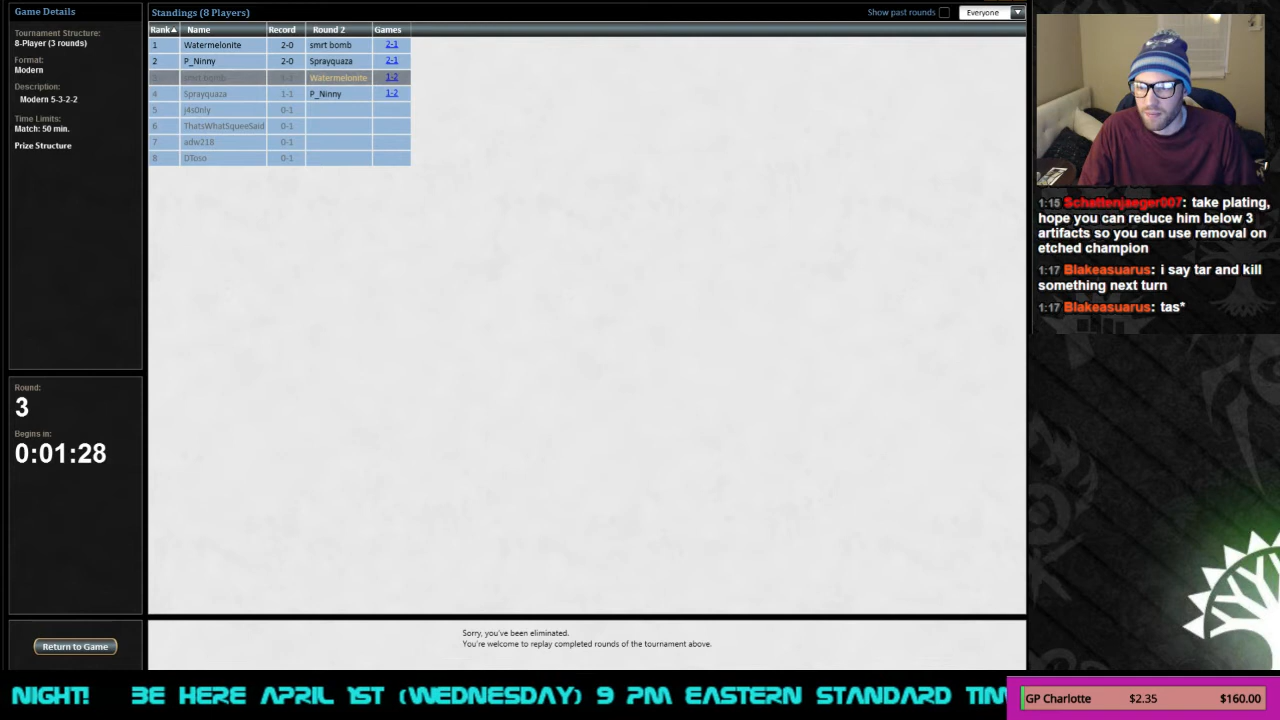 Game Details
Tournament Structure:
8-Player (3 rounds)
Format:
Modern
Description:
Modern 5-3-2-2
Time Limits:
Match: 50 min.
Prize Structure
Round:
3
Begins in:
0:01:28
Return to Game
Standings (8 Players)
Show past rounds
Everyone
Rank Name Record Round 2 Games
1 Watermelonite 2-0 smrt bomb 2-1
2 P_Ninny 2-0 Sprayquaza 2-1
3 smrt bomb 1-1 Watermelonite 1-2
4 Sprayquaza 1-1 P_Ninny 1-2
5 j4s0nly 0-1
6 ThatsWhatSqueeSaid 0-1
7 adw218 0-1
8 DToso 0-1
Sorry, you've been eliminated.
You're welcome to replay completed rounds of the tournament above.
1:15 Schattenjaeger007: take plating,
hope you can reduce him below 3
artifacts so you can use removal on
etched champion
1:17 Blakeasuarus: i say tar and kill
something next turn
1:17 Blakeasuarus: tas*
NIGHT! BE HERE APRIL 1ST (WEDNESDAY) 9 PM EASTERN STANDARD TIM
GP Charlotte $2.35 $160.00